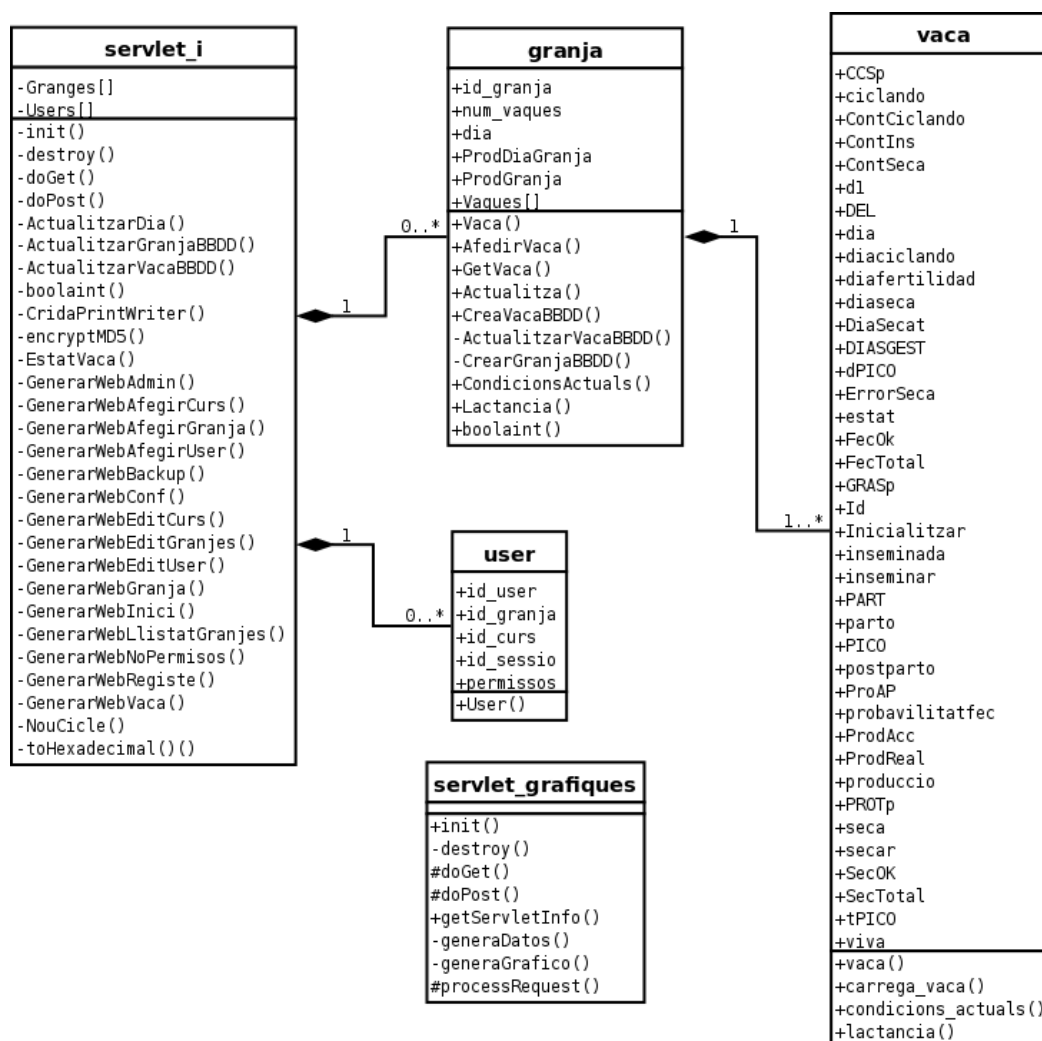 servlet_i
-Granges[]
-Users[]
-init()
-destroy()
-doGet()
-doPost()
-ActualitzarDia()
-ActualitzarGranjaBBDD()
-ActualitzarVacaBBDD()
-boolaint()
-CridaPrintWriter()
-encryptMD5()
-EstatVaca()
-GenerarWebAdmin()
-GenerarWebAfegirCurs()
-GenerarWebAfegirGranja()
-GenerarWebAfegirUser()
-GenerarWebBackup()
-GenerarWebConf()
-GenerarWebEditCurs()
-GenerarWebEditGranjes()
-GenerarWebEditUser()
-GenerarWebGranja()
-GenerarWebInici()
-GenerarWebLlistatGranjes()
-GenerarWebNoPermisos()
-GenerarWebRegiste()
-GenerarWebVaca()
-NouCicle()
-toHexadecimal()()
1
0..*
1
0..*
granja
+id_granja
+num_vaques
+dia
+ProdDiaGranja
+ProdGranja
+Vaques[]
+Vaca()
+AfedirVaca()
+GetVaca()
+Actualitza()
+CreaVacaBBDD()
-ActualitzarVacaBBDD()
-CrearGranjaBBDD()
+CondicionsActuals()
+Lactancia()
+boolaint()
1
1..*
user
+id_user
+id_granja
+id_curs
+id_sessio
+permissos
+User()
servlet_grafiques
+init()
-destroy()
#doGet()
#doPost()
+getServletInfo()
-generaDatos()
-generaGrafico()
#processRequest()
vaca
+CCSp
+ciclando
+ContCiclando
+ContIns
+ContSeca
+dl
+DEL
+dia
+diaciclando
+diafertilidad
+diaseca
+DiaSecat
+DIASGEST
+dPICO
+ErrorSeca
+estat
+FecOk
+FecTotal
+GRASp
+Id
+Inicialitzar
+inseminada
+inseminar
+PART
+parto
+PICO
+postparto
+ProAP
+probavilitatfec
+ProdAcc
+ProdReal
+produccio
+PROTp
+seca
+secar
+SecOK
+SecTotal
+tPICO
+viva
+vaca()
+carrega_vaca()
+condicions_actuals()
+lactancia()